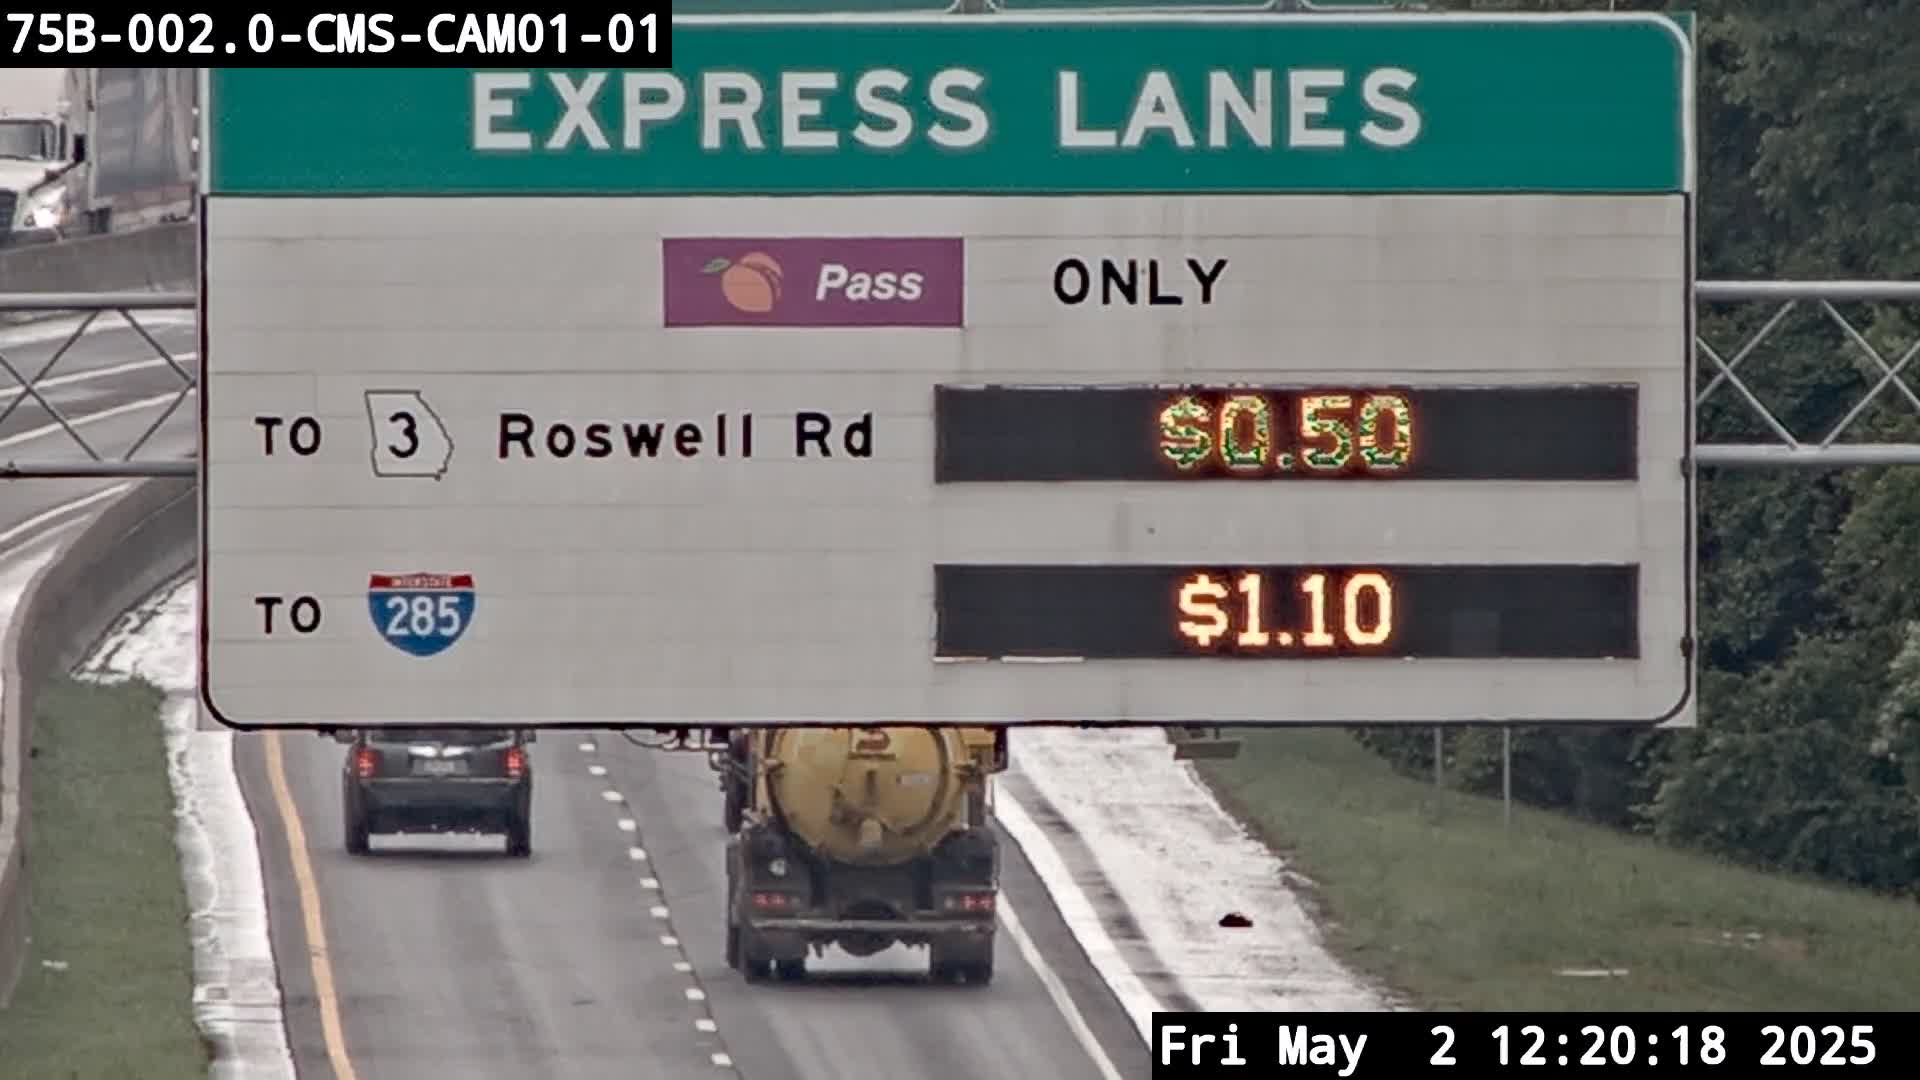 75B-002.0-CMS-CAM01-01
EXPRESS LANES
Pass ONLY
TO 3 Roswell Rd $0.50
TO INTERSTATE 285 $1.10
Fri May 2 12:20:18 2025